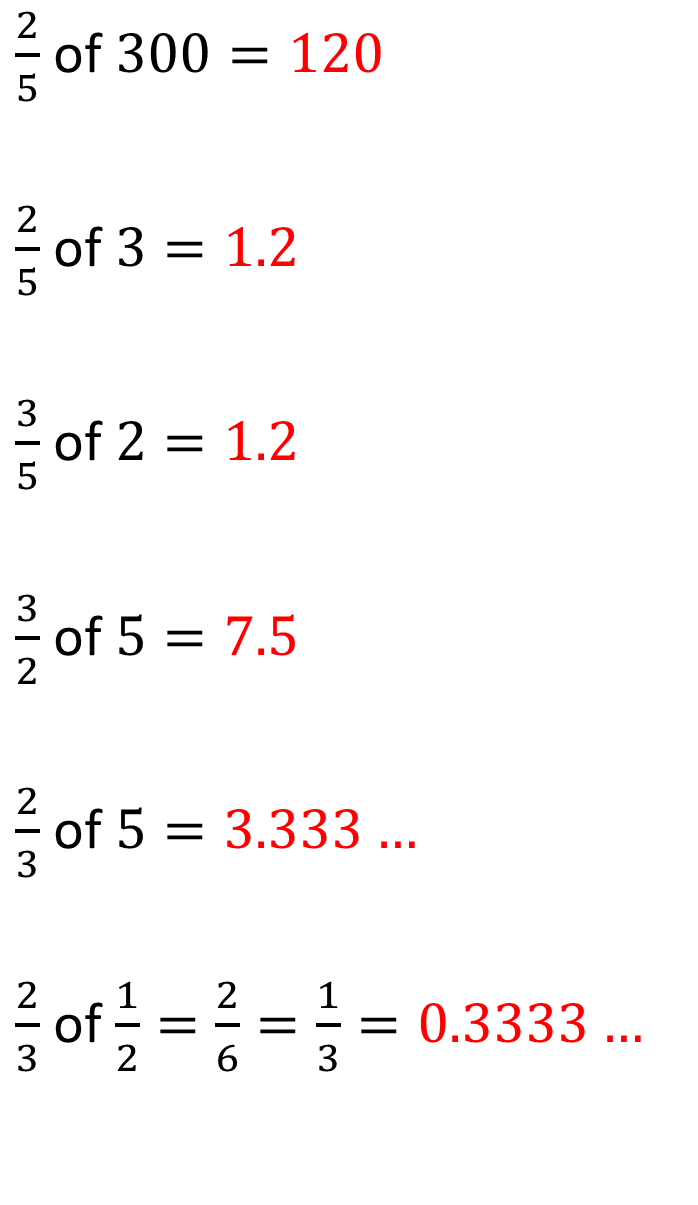 2/5 of 300 = 120
2/5 of 3 = 1.2
3/5 of 2 = 1.2
3/2 of 5 = 7.5
2/3 of 5 = 3.333 ...
2/3 of 1/2 = 2/6 = 1/3 = 0.3333 ...